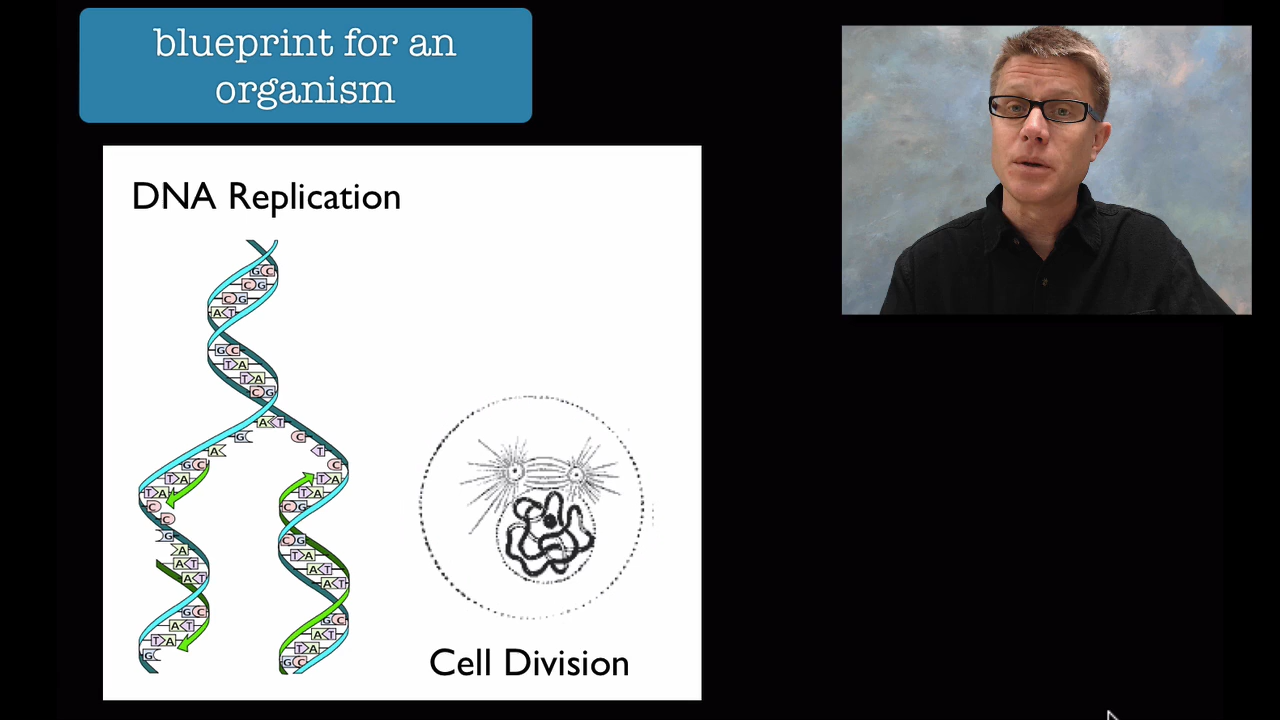 blueprint for an
organism
DNA Replication
G C
C G
C G
A T
G C
T A
T A
C G
A T
G C
A T
G C C
T A T A
T A T A
C C G
C
G C G
A T A
A T A T
A T A T
G C G C
A T A T
T A T A
G G C
Cell Division